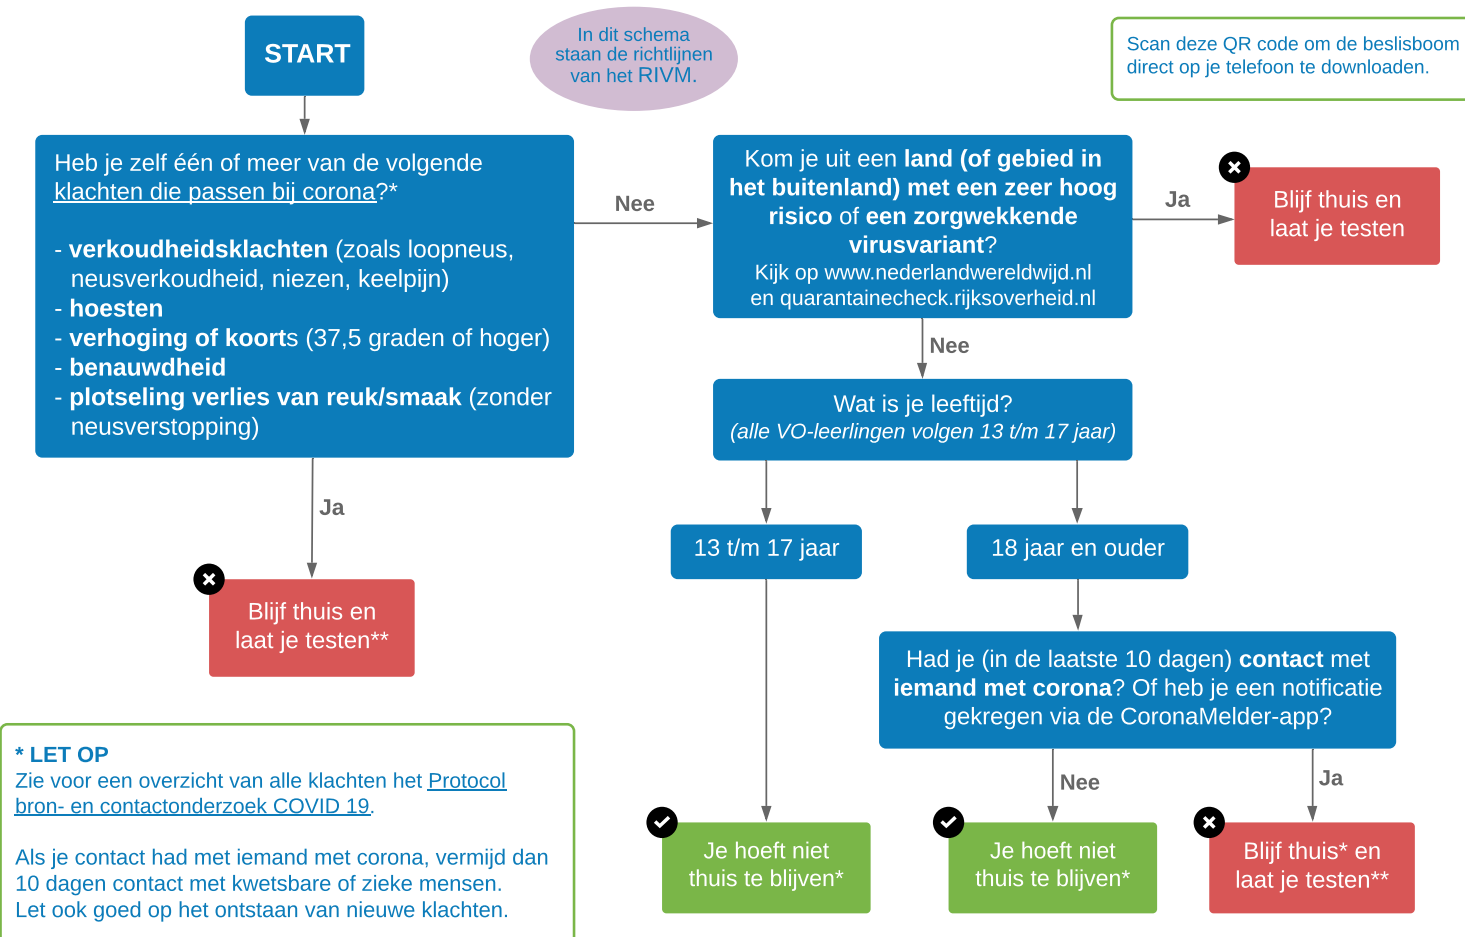 START
In dit schema
staan de richtlijnen
van het RIVM.
Scan deze QR code om de beslisboom
direct op je telefoon te downloaden.
Heb je zelf één of meer van de volgende
klachten die passen bij corona?*
- verkoudheidsklachten (zoals loopneus,
neusverkoudheid, niezen, keelpijn)
- hoesten
- verhoging of koorts (37,5 graden of hoger)
- benauwdheid
- plotseling verlies van reuk/smaak (zonder
neusverstopping)
Nee
Kom je uit een land (of gebied in
het buitenland) met een zeer hoog
risico of een zorgwekkende
virusvariant?
Kijk op www.nederlandwereldwijd.nl
en quarantainecheck.rijksoverheid.nl
Ja
Blijf thuis en
laat je testen
Nee
Wat is je leeftijd?
(alle VO-leerlingen volgen 13 t/m 17 jaar)
Ja
13 t/m 17 jaar
18 jaar en ouder
Blijf thuis en
laat je testen**
Had je (in de laatste 10 dagen) contact met
iemand met corona? Of heb je een notificatie
gekregen via de CoronaMelder-app?
Nee
Ja
Je hoeft niet
thuis te blijven*
Je hoeft niet
thuis te blijven*
Blijf thuis* en
laat je testen**
* LET OP
Zie voor een overzicht van alle klachten het Protocol
bron- en contactonderzoek COVID 19.
Als je contact had met iemand met corona, vermijd dan
10 dagen contact met kwetsbare of zieke mensen.
Let ook goed op het ontstaan van nieuwe klachten.